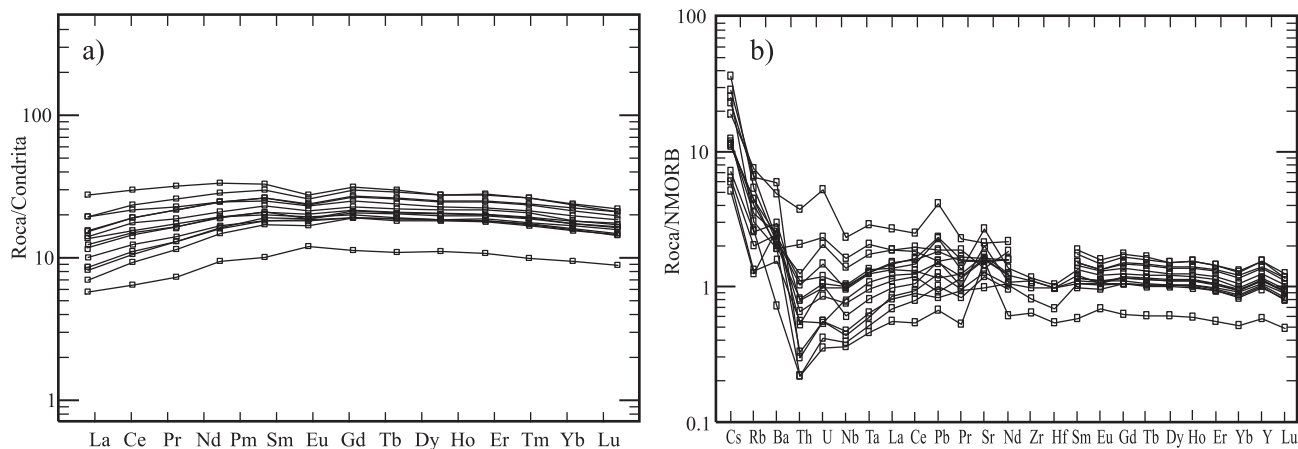 a)
100
10
1
Roca/Condrita
La Ce Pr Nd Pm Sm Eu Gd Tb Dy Ho Er Tm Yb Lu
b)
100
10
1
0.1
Roca/NMORB
Cs Rb Ba Th U Nb Ta La Ce Pb Pr Sr Nd Zr Hf Sm Eu Gd Tb Dy Ho Er Yb Y Lu